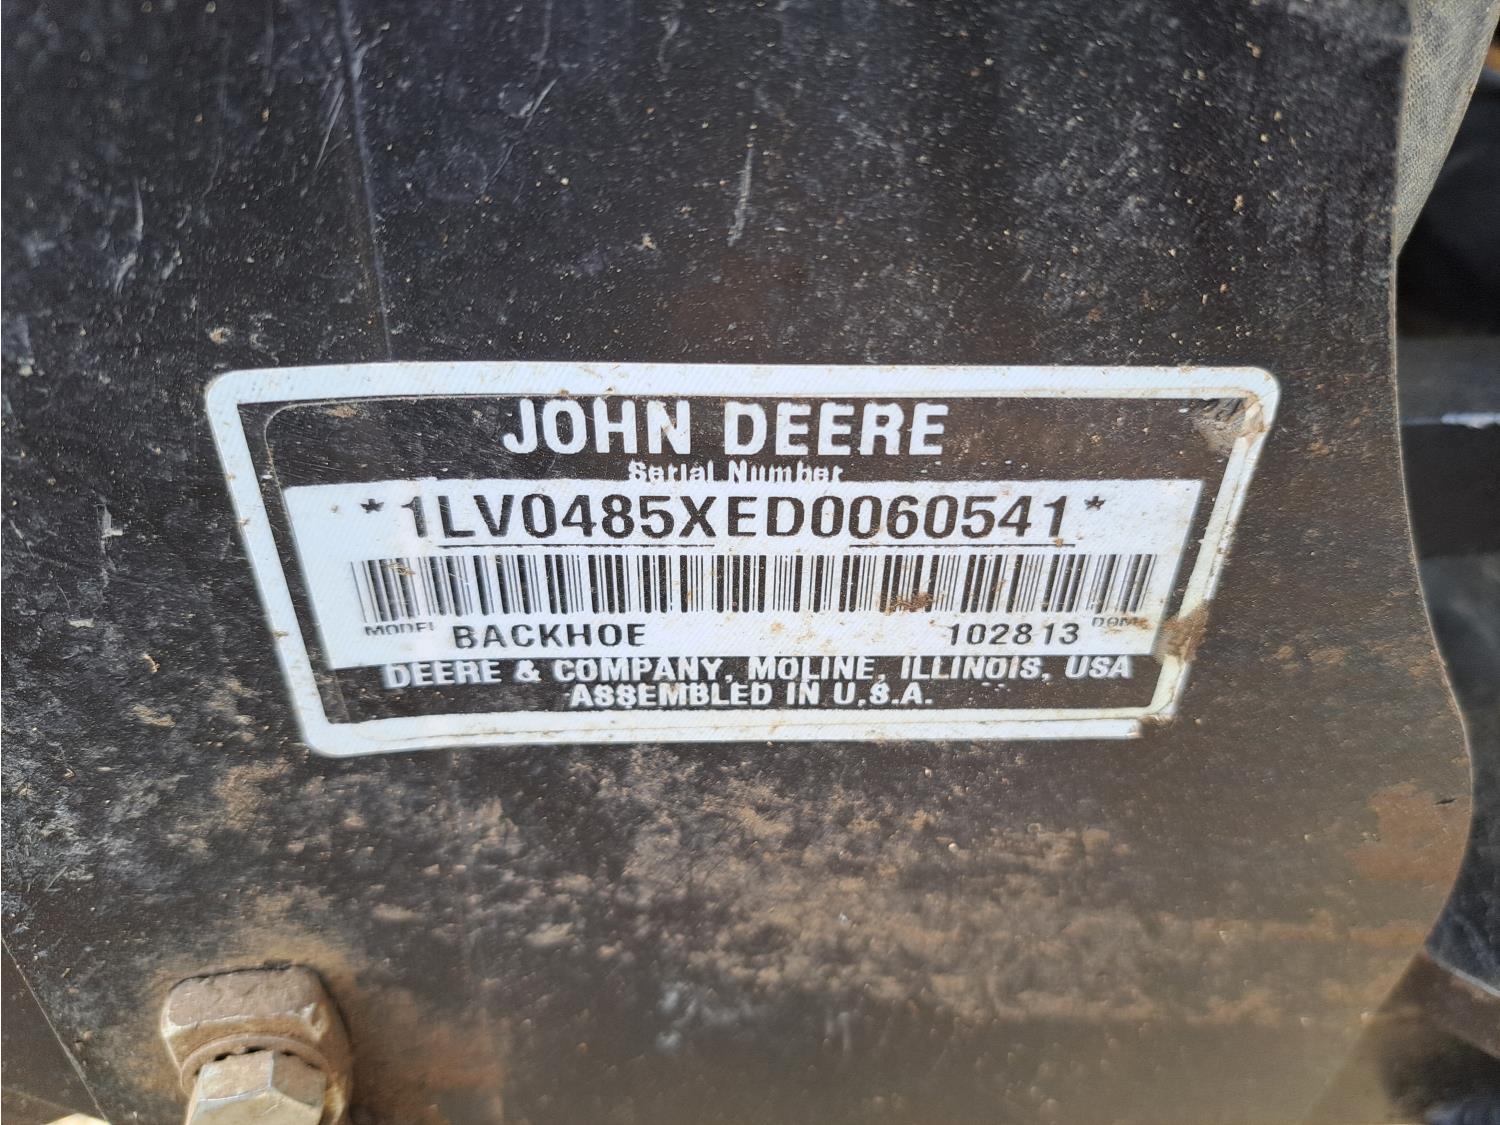 JOHN DEERE
Serial Number
*1LV0485XED0060541*
MODEL BACKHOE 102813 DOM
DEERE & COMPANY, MOLINE, ILLINOIS, USA
ASSEMBLED IN U.S.A.